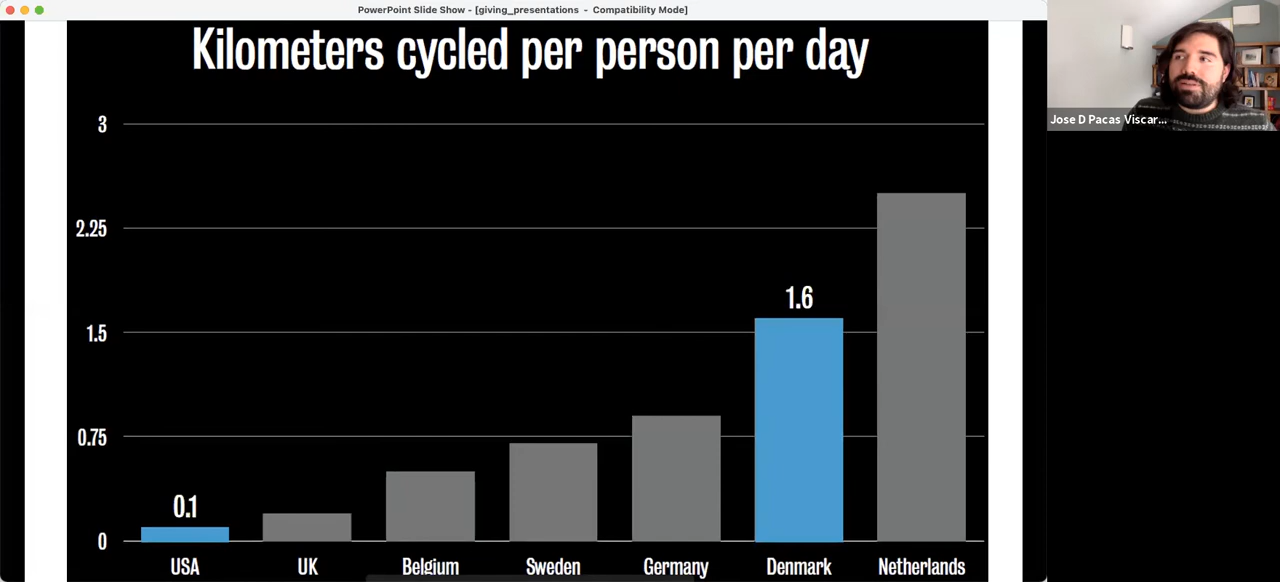 PowerPoint Slide Show - [giving_presentations - Compatibility Mode]
Jose D Pacas Viscar...
Kilometers cycled per person per day
3
2.25
1.5
0.75
0
0.1
1.6
USA UK Belgium Sweden Germany Denmark Netherlands